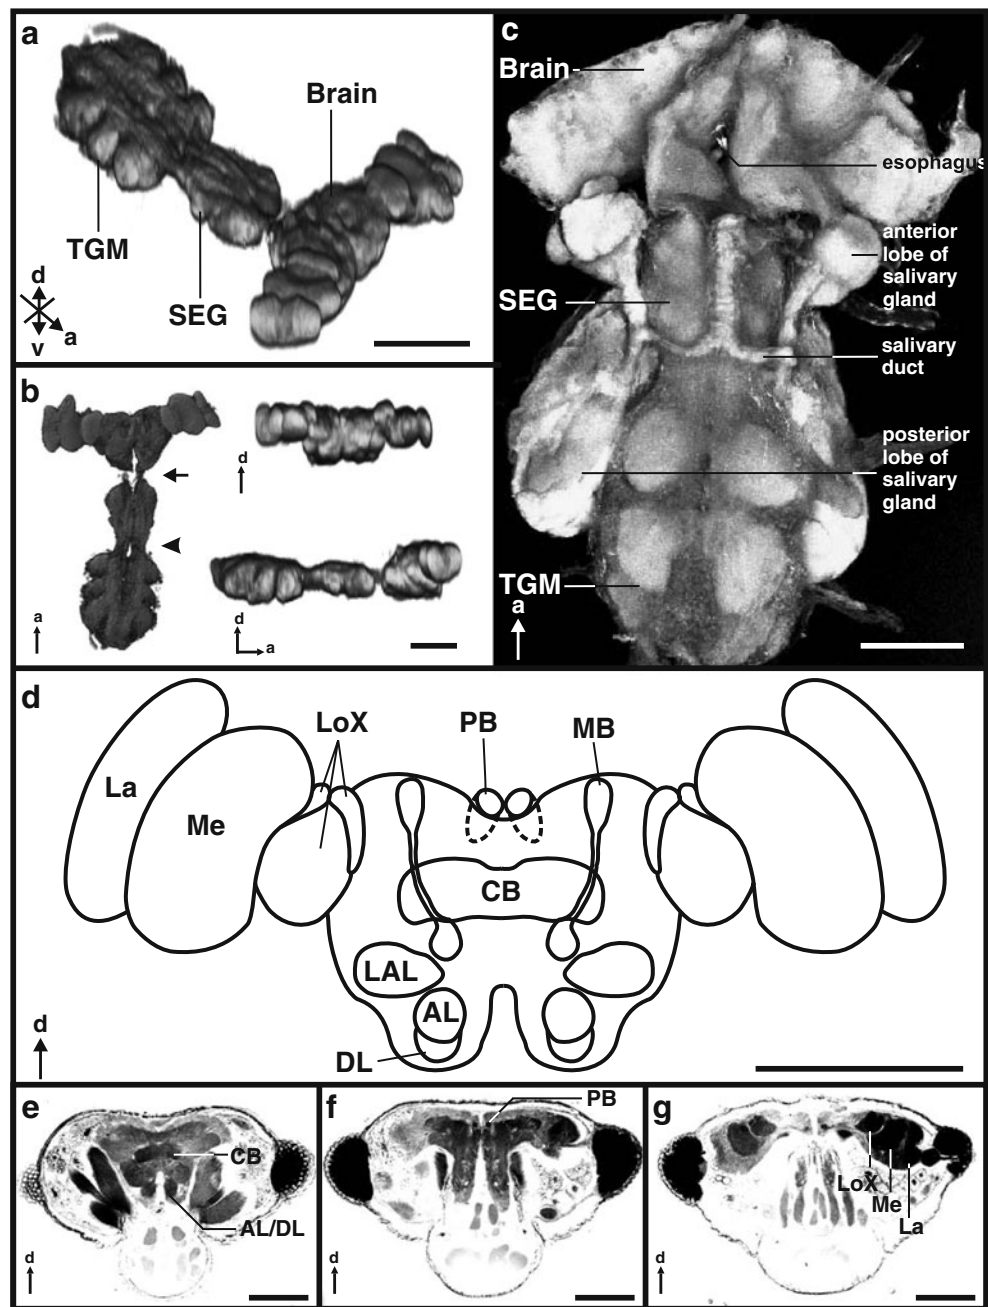 a
Brain
TGM
SEG
d
a
v
b
d
a
d
a
c
Brain
esophagus
anterior
lobe of
salivary
gland
SEG
salivary
duct
posterior
lobe of
salivary
gland
TGM
a
d
LoX
PB
MB
La
Me
CB
LAL
AL
DL
d
e
CB
AL/DL
d
f
PB
d
g
LoX
Me
La
d